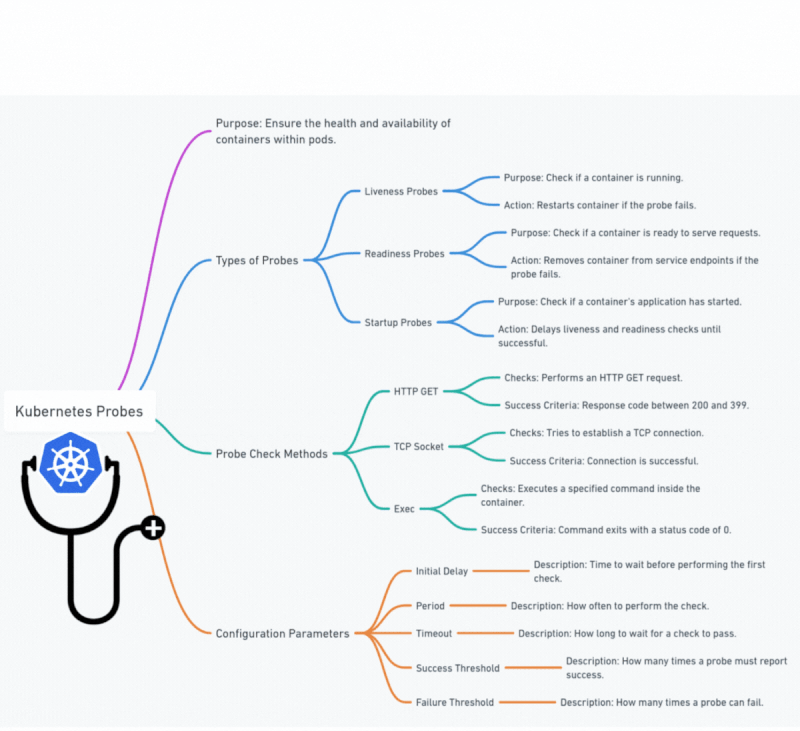 Purpose: Ensure the health and availability of
containers within pods.
Kubernetes Probes
Types of Probes
Liveness Probes
Purpose: Check if a container is running.
Action: Restarts container if the probe fails.
Readiness Probes
Purpose: Check if a container is ready to serve requests.
Action: Removes container from service endpoints if the
probe fails.
Startup Probes
Purpose: Check if a container's application has started.
Action: Delays liveness and readiness checks until
successful.
Probe Check Methods
HTTP GET
Checks: Performs an HTTP GET request.
Success Criteria: Response code between 200 and 399.
TCP Socket
Checks: Tries to establish a TCP connection.
Success Criteria: Connection is successful.
Exec
Checks: Executes a specified command inside the
container.
Success Criteria: Command exits with a status code of 0.
Configuration Parameters
Initial Delay
Description: Time to wait before performing the first
check.
Period
Description: How often to perform the check.
Timeout
Description: How long to wait for a check to pass.
Success Threshold
Description: How many times a probe must report
success.
Failure Threshold
Description: How many times a probe can fail.